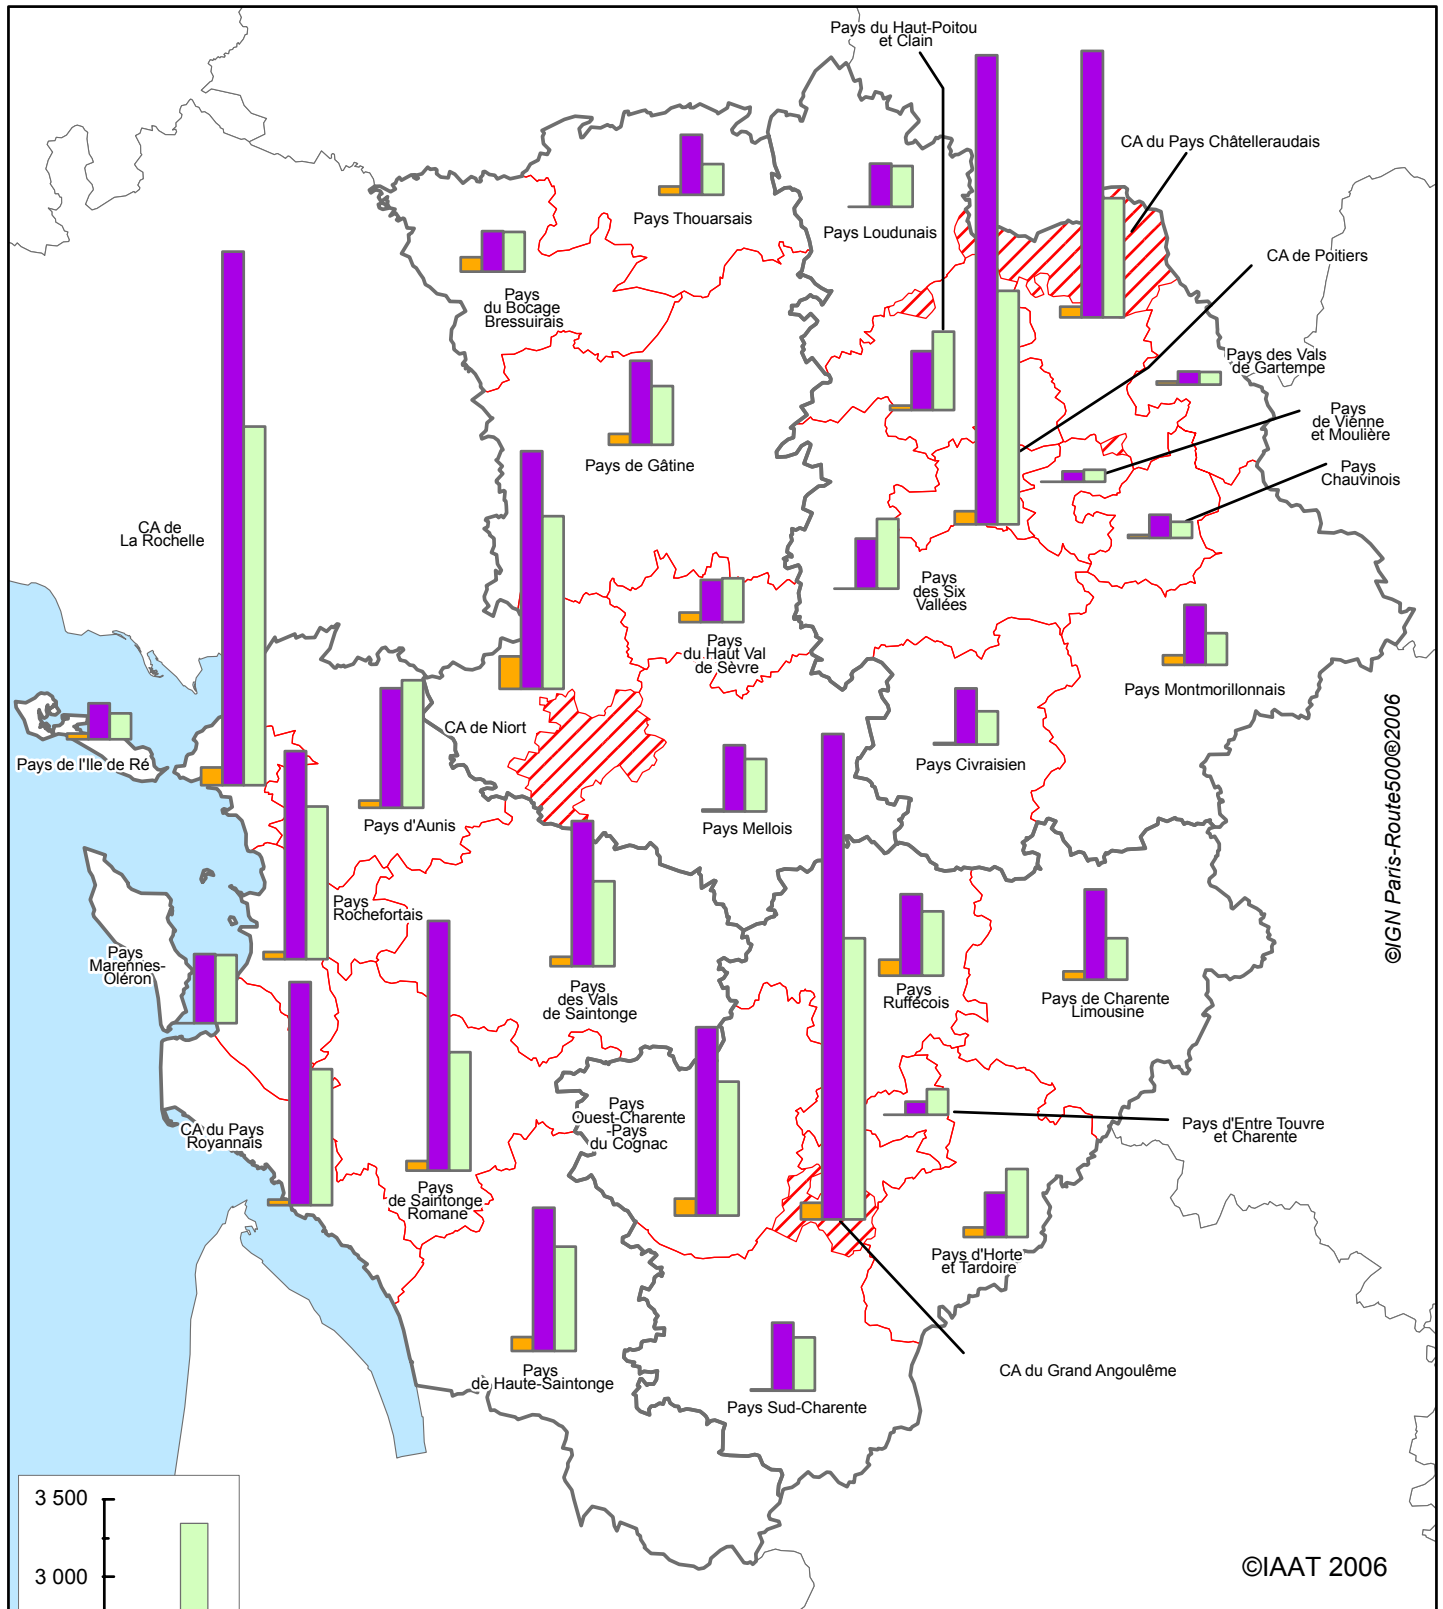 Pays du Haut-Poitou
et Clain
CA du Pays Châtelleraudais
Pays Thouarsais
Pays Loudunais
CA de Poitiers
Pays
du Bocage
Bressuirais
Pays des Vals
de Gartempe
Pays
de Vienne
et Moulière
Pays de Gâtine
Pays
Chauvinois
CA de
La Rochelle
Pays
des Six
Vallées
Pays
du Haut Val
de Sèvre
Pays Montmorillonnais
CA de Niort
Pays de l'Ile de Ré
Pays Civraisien
Pays d'Aunis
Pays Mellois
©IGN Paris-Route500®2006
Pays
Rochefortais
Pays
Marennes-
Oléron
Pays
des Vals
de Saintonge
Pays
Ruffécois
Pays de Charente
Limousine
Pays
Ouest-Charente
-Pays
du Cognac
CA du Pays
Royannais
Pays d'Entre Touvre
et Charente
Pays
de Saintonge
Romane
Pays d'Horte
et Tardoire
Pays
de Haute-Saintonge
CA du Grand Angoulême
Pays Sud-Charente
3 500
3 000
©IAAT 2006